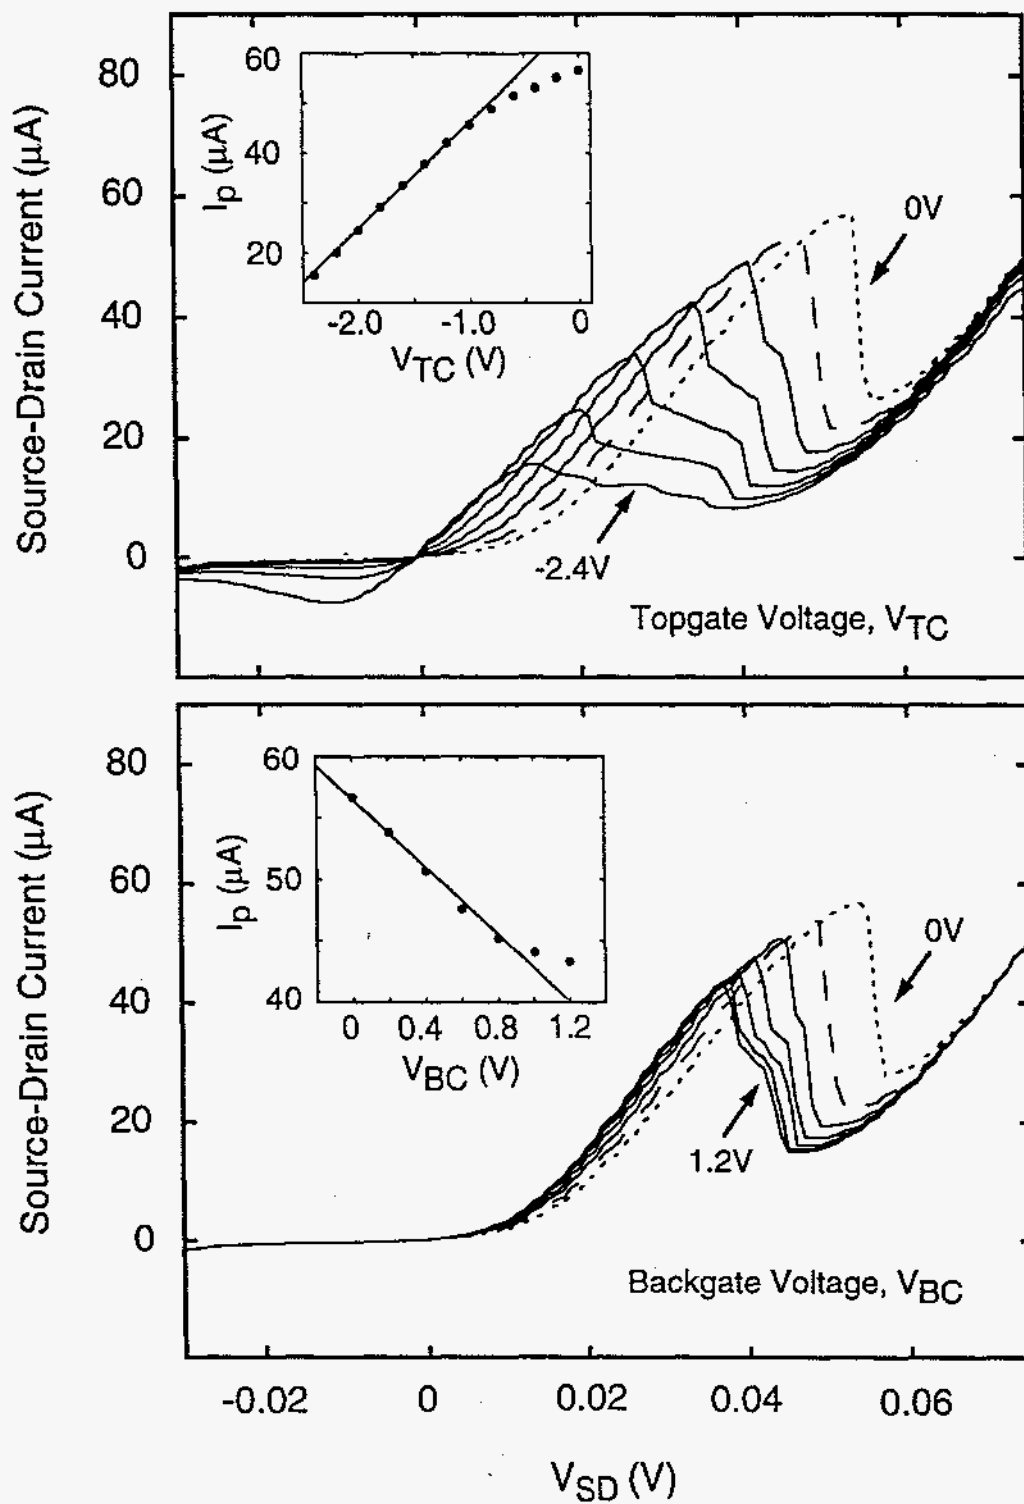 Source-Drain Current (μA)
80
60
40
20
0
Ip (μA)
60
40
20
-2.0 -1.0 0
VTC (V)
0V
-2.4V
Topgate Voltage, VTC
Source-Drain Current (μA)
80
60
40
20
0
Ip (μA)
60
50
40
0 0.4 0.8 1.2
VBC (V)
0V
1.2V
Backgate Voltage, VBC
-0.02 0 0.02 0.04 0.06
VSD (V)